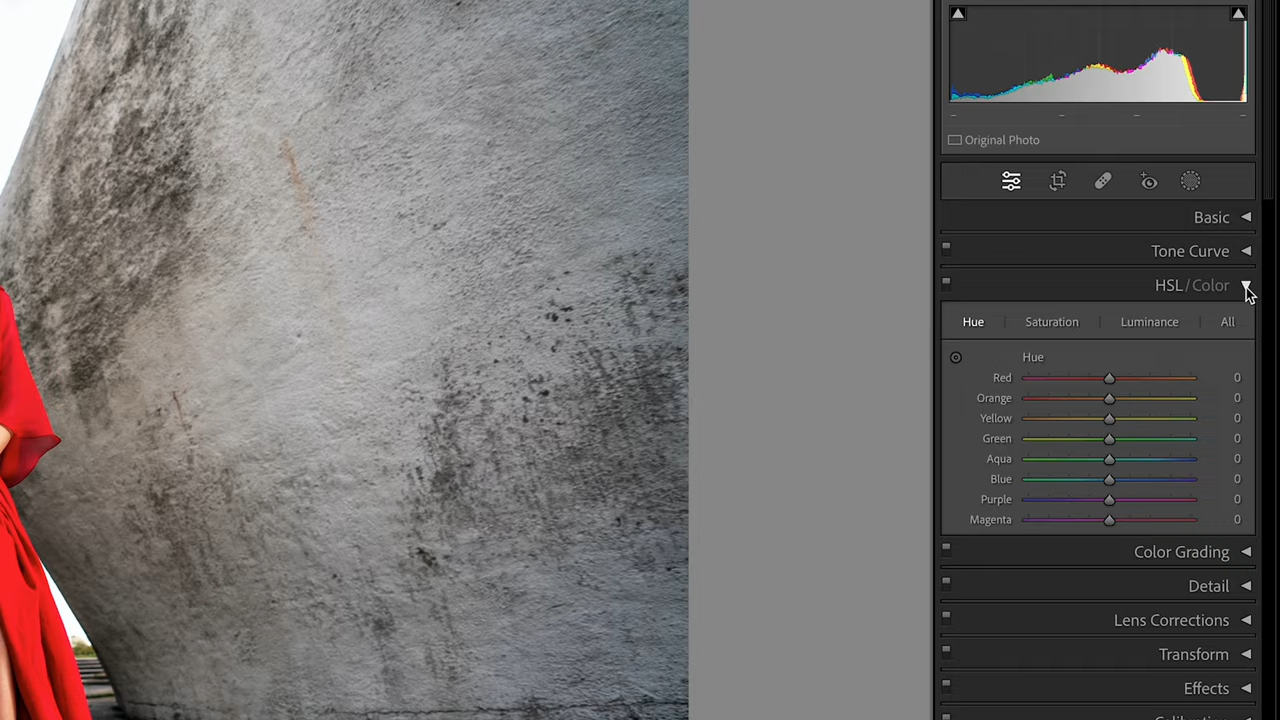 Original Photo
Basic
Tone Curve
HSL / Color
Hue Saturation Luminance All
Hue
Red 0
Orange 0
Yellow 0
Green 0
Aqua 0
Blue 0
Purple 0
Magenta 0
Color Grading
Detail
Lens Corrections
Transform
Effects